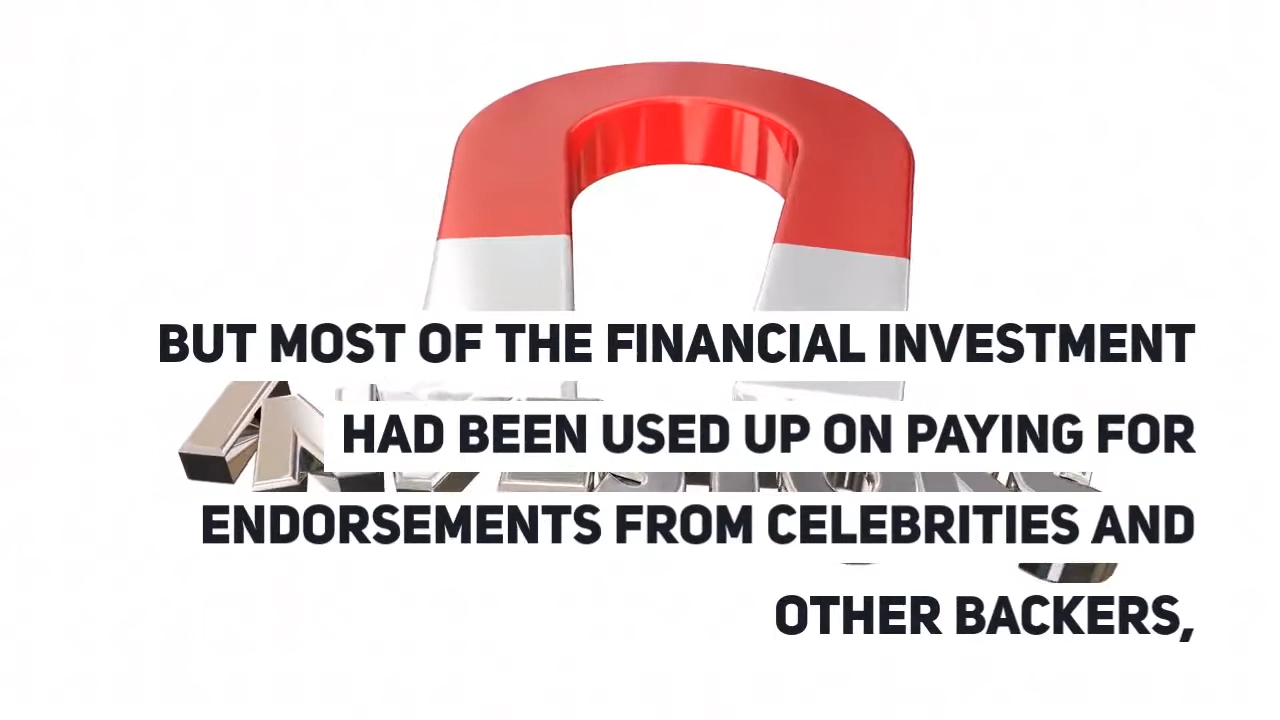 BUT MOST OF THE FINANCIAL INVESTMENT
HAD BEEN USED UP ON PAYING FOR
ENDORSEMENTS FROM CELEBRITIES AND
OTHER BACKERS,